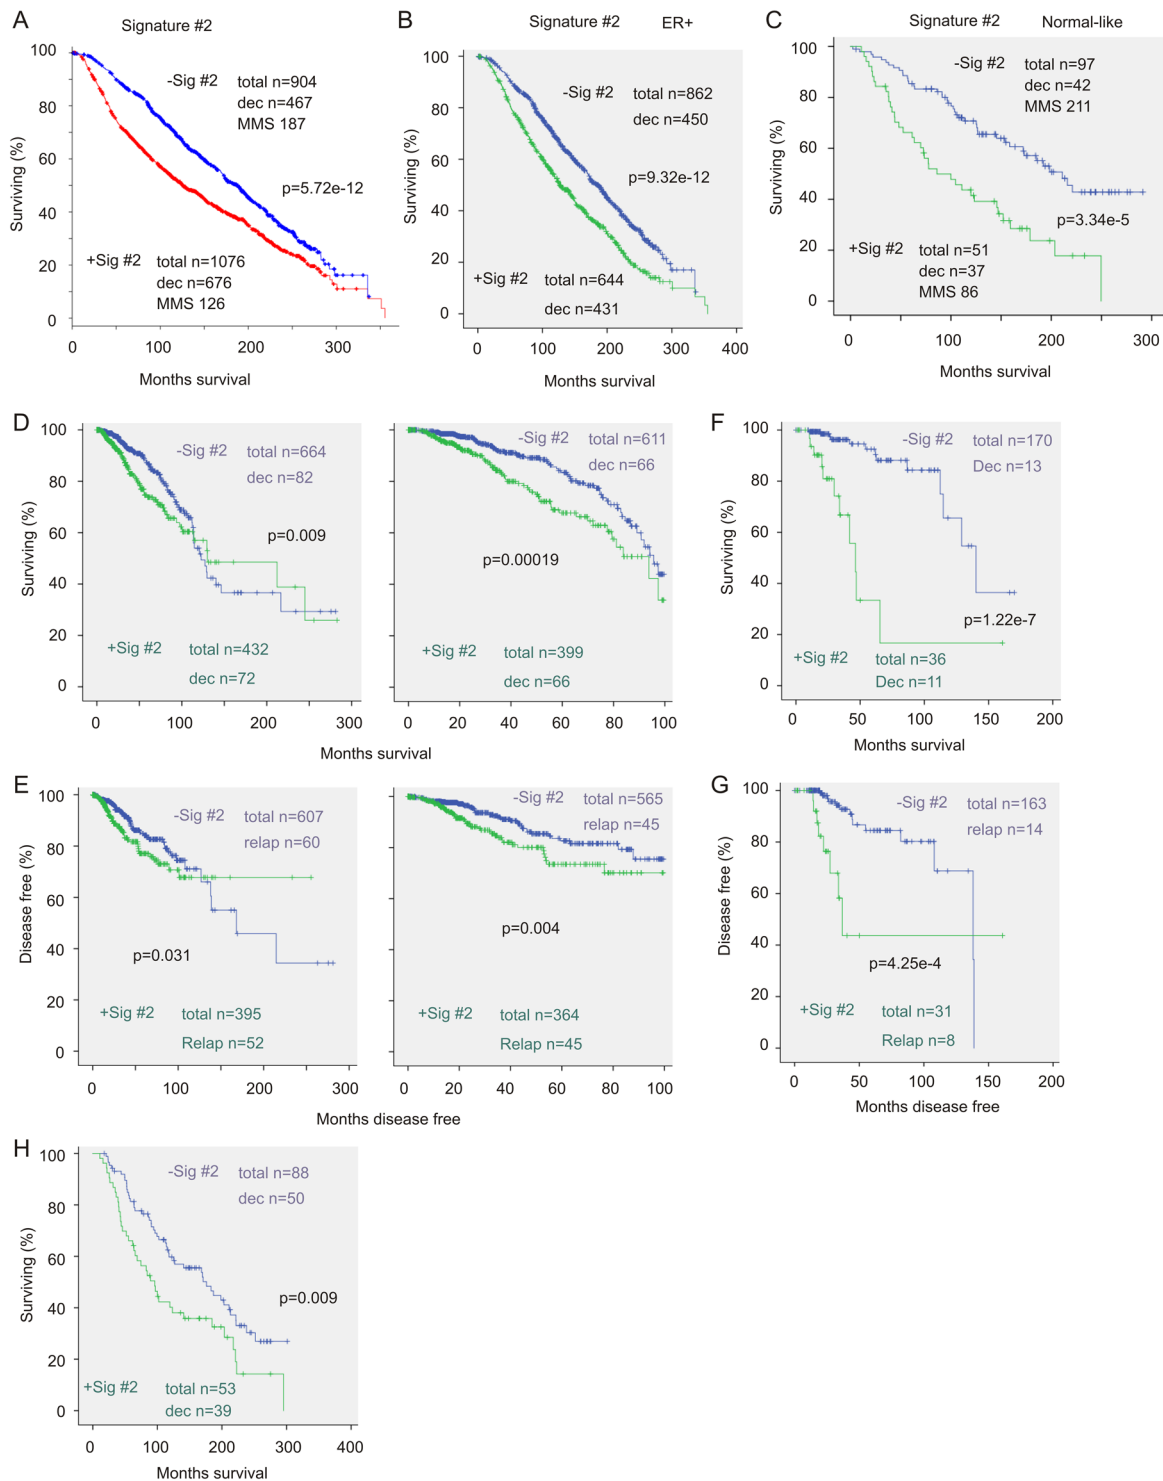 A
Signature #2
100
80
60
40
20
0
Surviving (%)
-Sig #2
total n=904
dec n=467
MMS 187
p=5.72e-12
+Sig #2
total n=1076
dec n=676
MMS 126
0 100 200 300
Months survival
B
Signature #2 ER+
100
80
60
40
20
0
Surviving (%)
-Sig #2
total n=862
dec n=450
p=9.32e-12
+Sig #2
total n=644
dec n=431
0 100 200 300 400
Months survival
C
Signature #2 Normal-like
100
80
60
40
20
0
Surviving (%)
-Sig #2
total n=97
dec n=42
MMS 211
p=3.34e-5
+Sig #2
total n=51
dec n=37
MMS 86
0 100 200 300
Months survival
D
100
80
60
40
20
0
Surviving (%)
-Sig #2
total n=664
dec n=82
p=0.009
+Sig #2
total n=432
dec n=72
0 100 200 300
100
80
60
40
20
0
-Sig #2
total n=611
dec n=66
p=0.00019
+Sig #2
total n=399
dec n=66
0 20 40 60 80 100
Months survival
F
100
80
60
40
20
0
Surviving (%)
-Sig #2
total n=170
Dec n=13
p=1.22e-7
+Sig #2
total n=36
Dec n=11
0 50 100 150 200
Months survival
E
100
80
60
40
20
0
Disease free (%)
-Sig #2
total n=607
relap n=60
p=0.031
+Sig #2
total n=395
Relap n=52
0 100 200 300
100
80
60
40
20
0
-Sig #2
total n=565
relap n=45
p=0.004
+Sig #2
total n=364
Relap n=45
0 20 40 60 80 100
Months disease free
G
100
80
60
40
20
0
Disease free (%)
-Sig #2
total n=163
relap n=14
p=4.25e-4
+Sig #2
total n=31
Relap n=8
0 50 100 150 200
Months disease free
H
100
80
60
40
20
0
Surviving (%)
-Sig #2
total n=88
dec n=50
p=0.009
+Sig #2
total n=53
dec n=39
0 100 200 300 400
Months survival